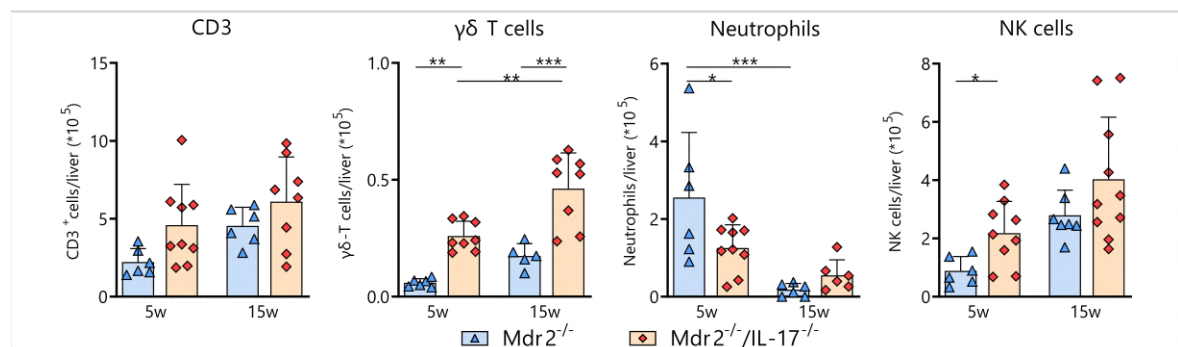 CD3
CD3 +cells/liver (*10 5)
15
10
5
0
5w
15w
γδ T cells
γδ-T cells/liver (*10 5)
1.0
0.5
0.0
**
***
**
5w
15w
Neutrophils
Neutrophils/liver (*10 5)
6
4
2
0
***
*
5w
15w
NK cells
NK cells/liver (*10 5)
8
6
4
2
0
*
5w
15w
Mdr2-/-
Mdr2-/-/IL-17-/-